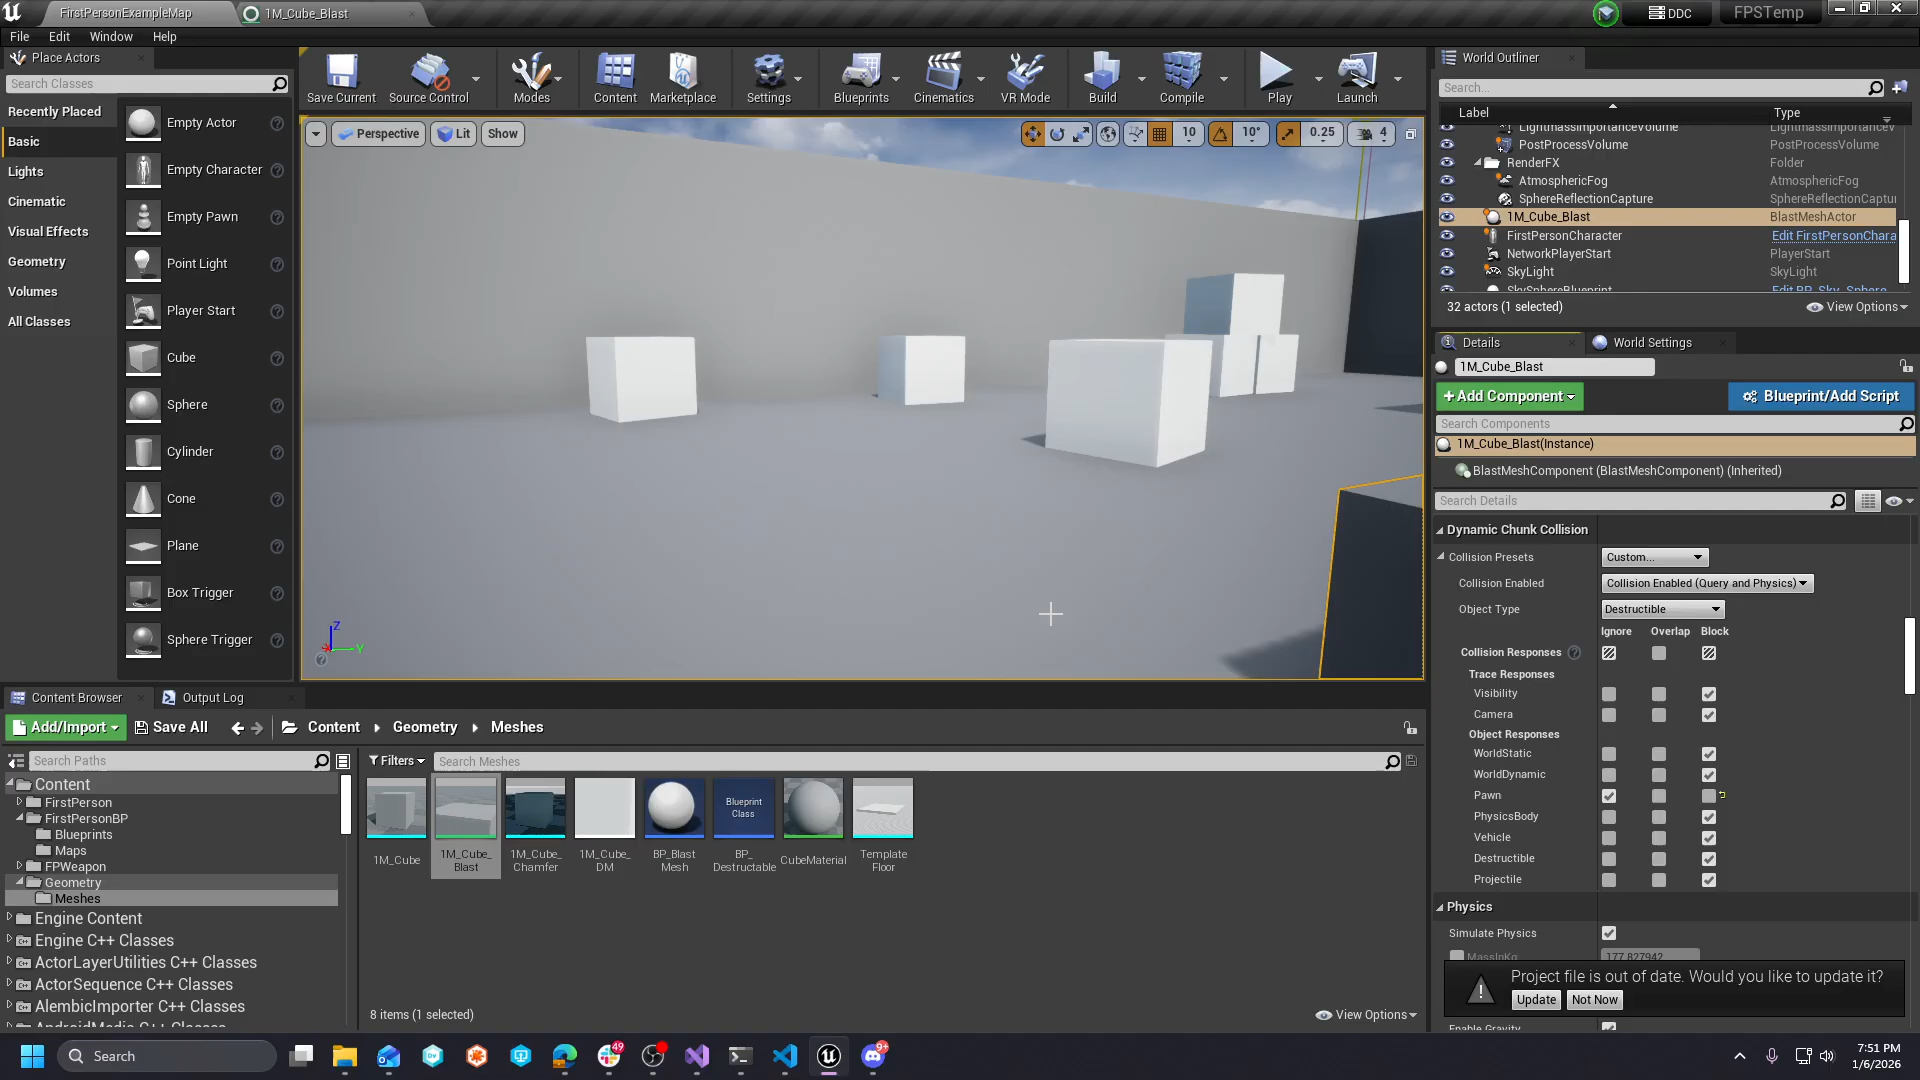 FirstPersonExampleMap
1M_Cube_Blast
DDC
FPSTemp
File
Edit
Window
Help
Place Actors
Search Classes
Recently Placed
Basic
Lights
Cinematic
Visual Effects
Geometry
Volumes
All Classes
Empty Actor
Empty Character
Empty Pawn
Point Light
Player Start
Cube
Sphere
Cylinder
Cone
Plane
Box Trigger
Sphere Trigger
Save Current
Source Control
Modes
Content
Marketplace
Settings
Blueprints
Cinematics
VR Mode
Build
Compile
Play
Launch
Perspective
Lit
Show
10
10°
0.25
4
Z
Y
World Outliner
Search...
Label
Type
LightmassImportanceVolume
LightmassImportanceV
PostProcessVolume
PostProcessVolume
RenderFX
Folder
AtmosphericFog
AtmosphericFog
SphereReflectionCapture
SphereReflectionCaptur
1M_Cube_Blast
BlastMeshActor
FirstPersonCharacter
Edit FirstPersonChara
NetworkPlayerStart
PlayerStart
SkyLight
SkyLight
SkySphereBlueprint
Edit BP_Sky_Sphere
32 actors (1 selected)
View Options
Details
World Settings
1M_Cube_Blast
+Add Component
Blueprint/Add Script
Search Components
1M_Cube_Blast(Instance)
BlastMeshComponent (BlastMeshComponent) (Inherited)
Search Details
Dynamic Chunk Collision
Collision Presets
Custom...
Collision Enabled
Collision Enabled (Query and Physics)
Object Type
Destructible
Ignore
Overlap
Block
Collision Responses
Trace Responses
Visibility
Camera
Object Responses
WorldStatic
WorldDynamic
Pawn
PhysicsBody
Vehicle
Destructible
Projectile
Physics
Simulate Physics
MassInKg
177.827942
Project file is out of date. Would you like to update it?
Update
Not Now
Enable Gravity
Content Browser
Output Log
Add/Import
Save All
Content
Geometry
Meshes
Search Paths
Filters
Search Meshes
Content
FirstPerson
FirstPersonBP
Blueprints
Maps
FPWeapon
Geometry
Meshes
Engine Content
Engine C++ Classes
ActorLayerUtilities C++ Classes
ActorSequence C++ Classes
AlembicImporter C++ Classes
AndroidMedia C++ Classes
1M_Cube
1M_Cube_
Blast
1M_Cube_
Chamfer
1M_Cube_
DM
BP_Blast
Mesh
Blueprint
Class
BP_
Destructable
CubeMaterial
Template
Floor
8 items (1 selected)
View Options
Search
49
9+
7:51 PM
1/6/2026